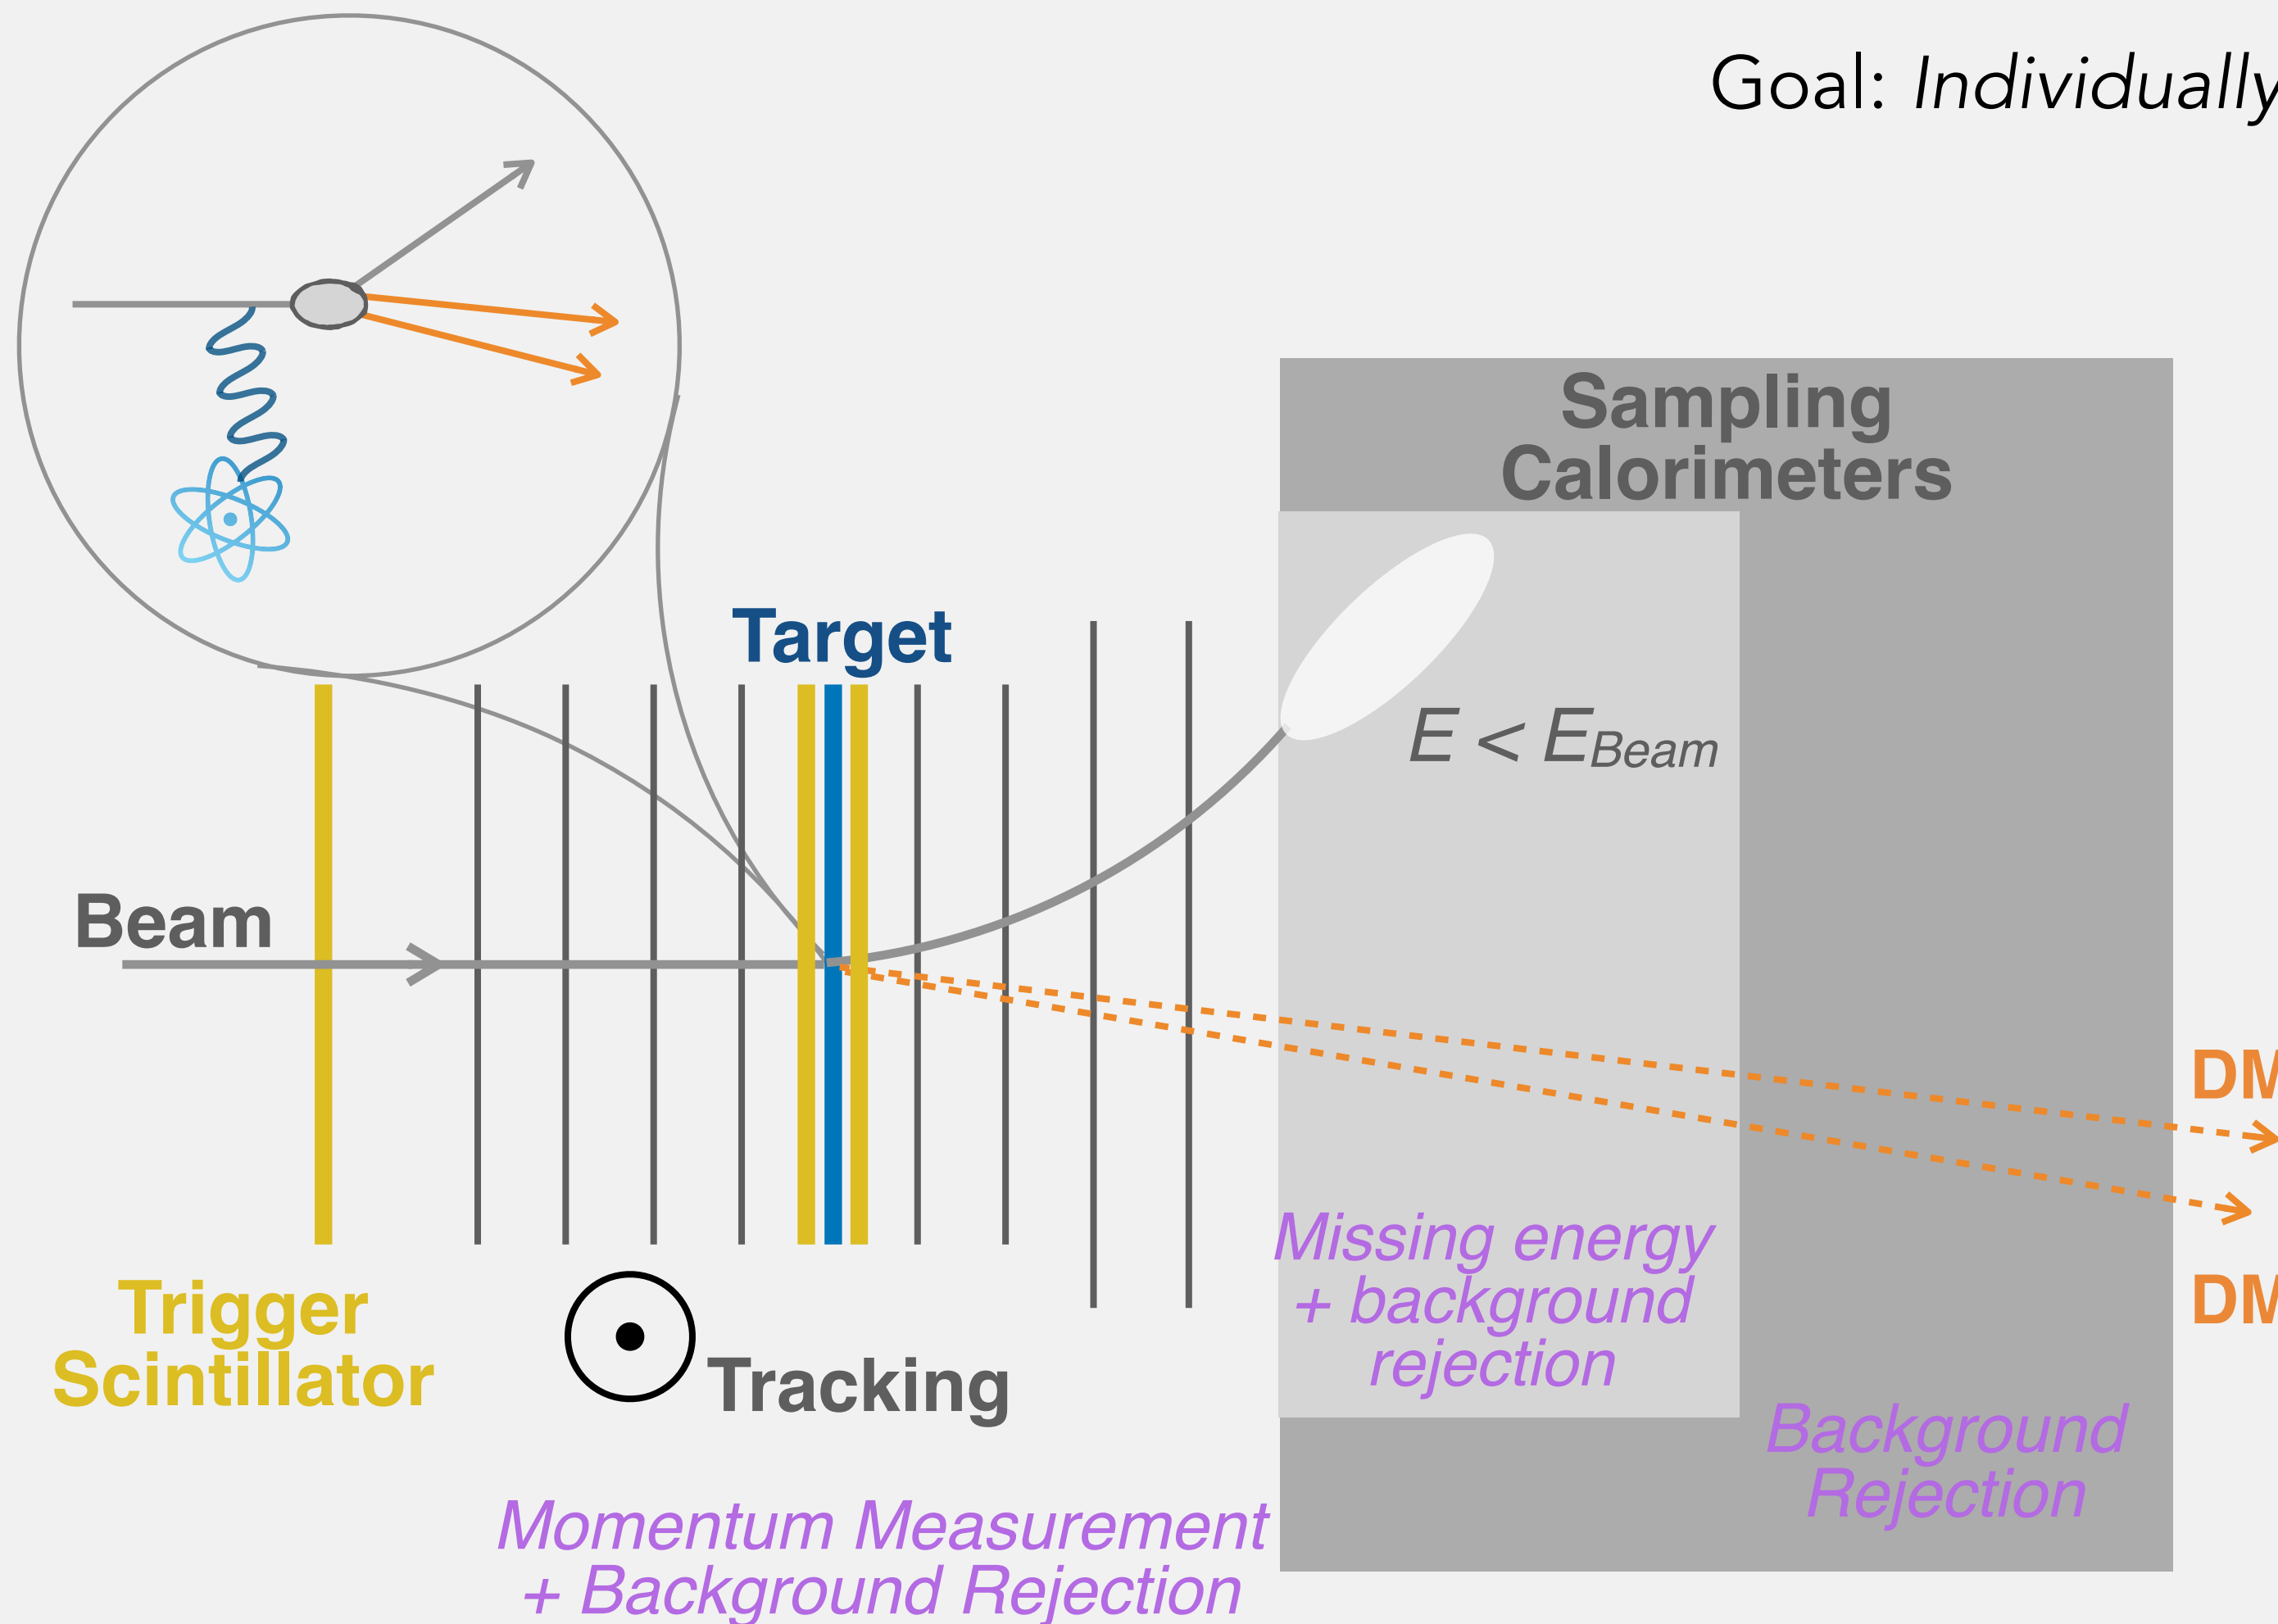 Goal: Individually
Sampling
Calorimeters
Target
E < EBeam
Beam
DM
Missing energy
+ background
rejection
DM
Trigger
Scintillator
Tracking
Background
Rejection
Momentum Measurement
+ Background Rejection